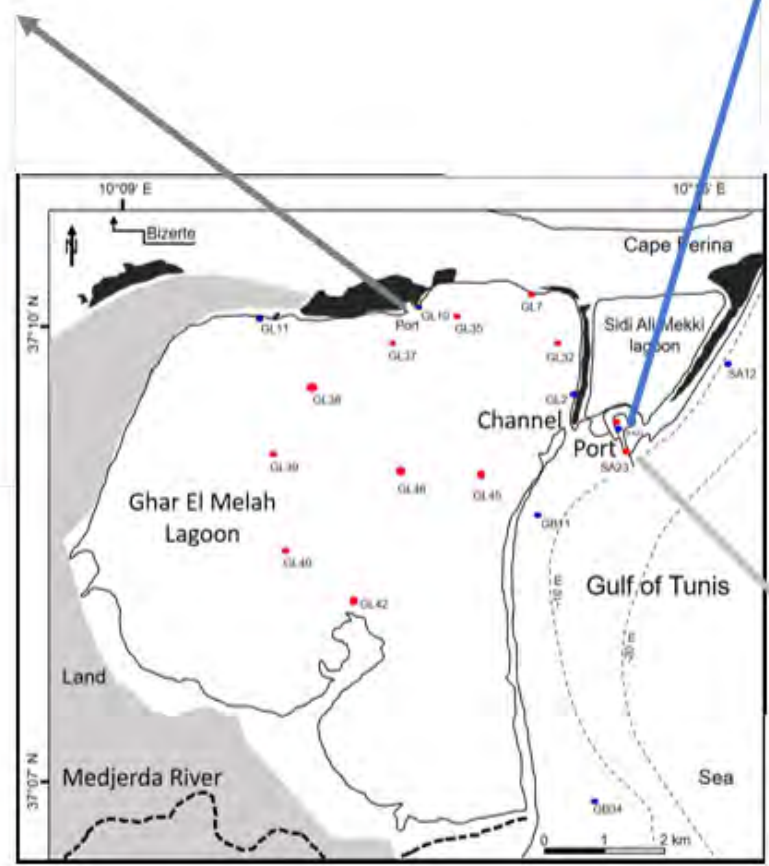 10°09' E
Bizerte
N
Cape
37°10' N
GL11
Port
GL10
GL35
GL7
GL37
GL32
Sidi Ali Mekki
lagoon
SA12
GL38
GL2
Channel
Port
SA23
GL39
GL46
GL45
Ghar El Melah
Lagoon
GB11
GL40
GL42
Gulf of Tunis
-10 m
Land
37°07' N
Medjerda River
Sea
GB34
0
1
2 km